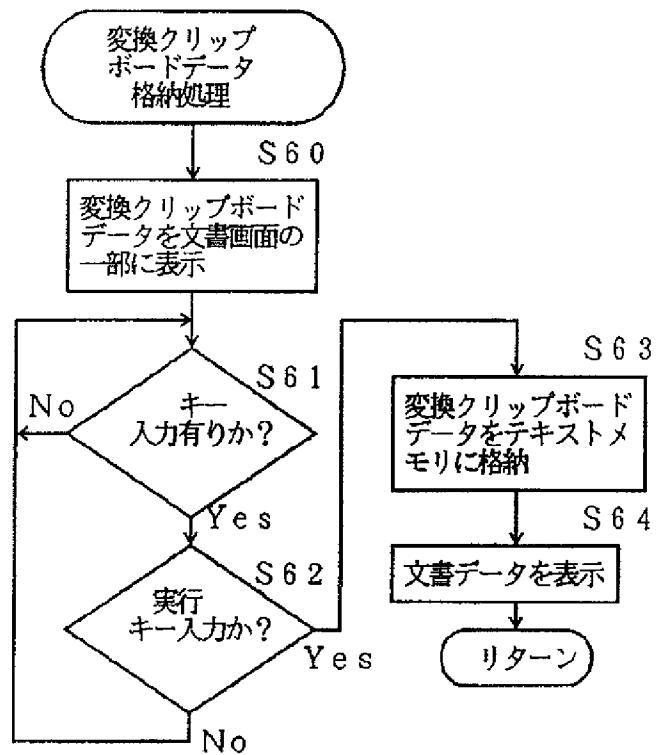 変換クリップ
ボードデータ
格納処理
S60
変換クリップボード
データを文書画面の
一部に表示
S61
キー
入力有りか？
No
Yes
S62
実行
キー入力か？
Yes
No
S63
変換クリップボード
データをテキストメ
モリに格納
S64
文書データを表示
リターン